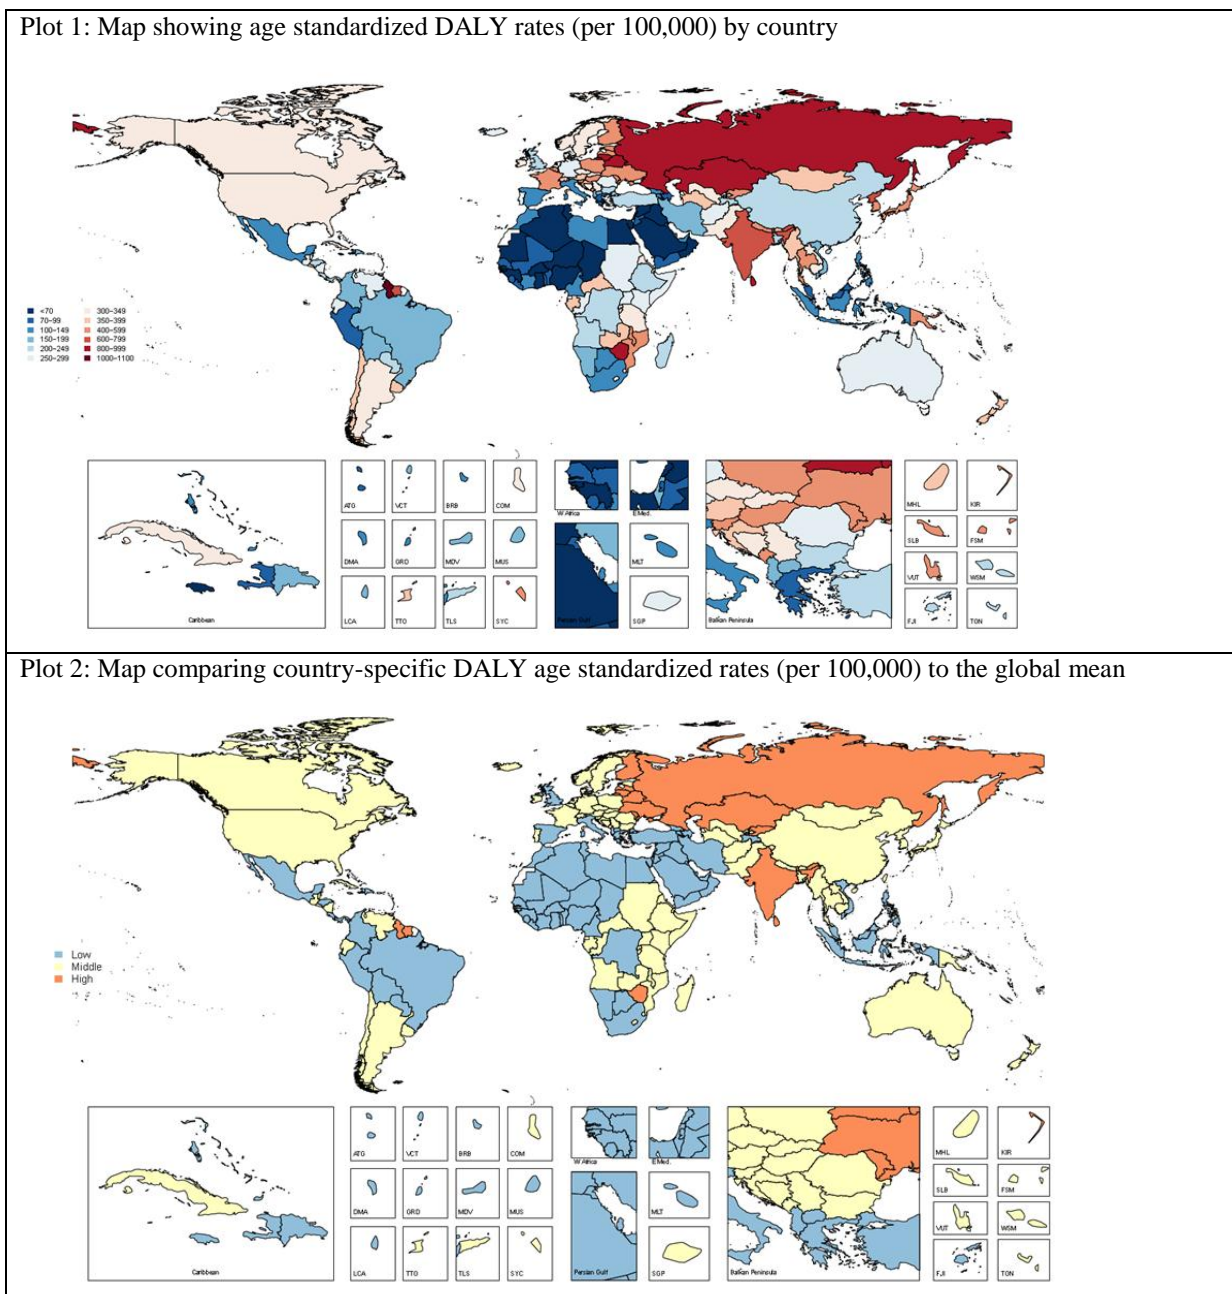 Plot 1: Map showing age standardized DALY rates (per 100,000) by country
<70
70−99
100−149
150−199
200−249
250−299
300−349
350−399
400−599
600−799
800−999
1000−1100
Caribbean
ATG
VCT
BRB
COM
DMA
GRD
MDV
MUS
LCA
TTO
TLS
SYC
W Africa
E Med.
Persian Gulf
MLT
SGP
Balkan Peninsula
MHL
KIR
SLB
FSM
VUT
WSM
FJI
TON
Plot 2: Map comparing country-specific DALY age standardized rates (per 100,000) to the global mean
Low
Middle
High
Caribbean
ATG
VCT
BRB
COM
DMA
GRD
MDV
MUS
LCA
TTO
TLS
SYC
W Africa
E Med.
Persian Gulf
MLT
SGP
Balkan Peninsula
MHL
KIR
SLB
FSM
VUT
WSM
FJI
TON